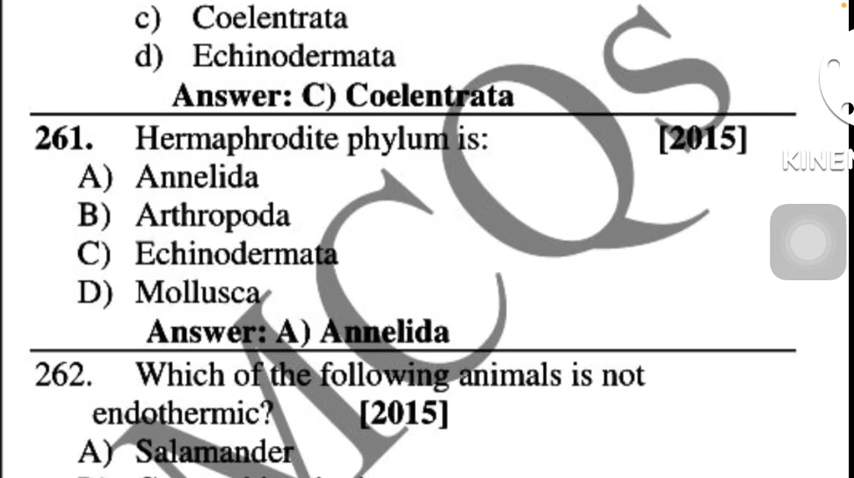 c) Coelentrata
d) Echinodermata
Answer: C) Coelentrata
261. Hermaphrodite phylum is: [2015]
A) Annelida
B) Arthropoda
C) Echinodermata
D) Mollusca
Answer: A) Annelida
262. Which of the following animals is not
endothermic? [2015]
A) Salamander
MCQs